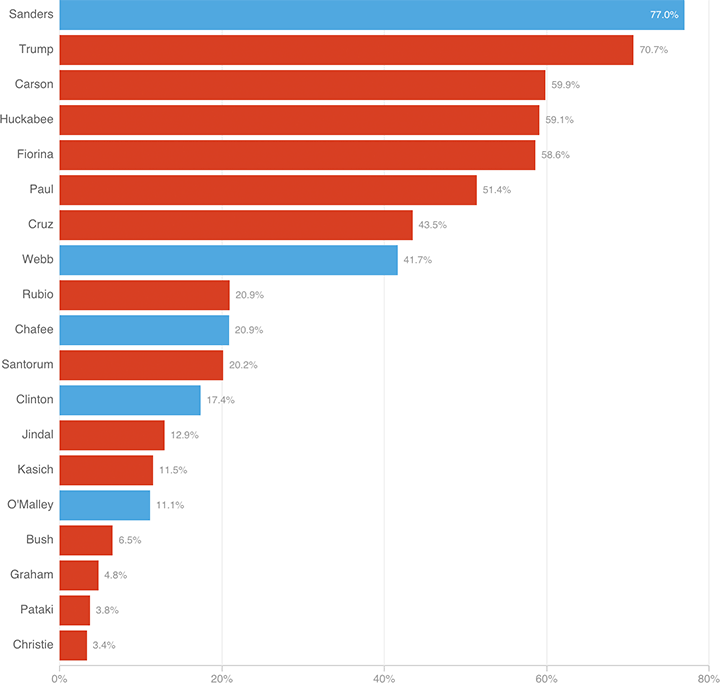 Sanders 77.0%
Trump 70.7%
Carson 59.9%
Huckabee 59.1%
Fiorina 58.6%
Paul 51.4%
Cruz 43.5%
Webb 41.7%
Rubio 20.9%
Chafee 20.9%
Santorum 20.2%
Clinton 17.4%
Jindal 12.9%
Kasich 11.5%
O'Malley 11.1%
Bush 6.5%
Graham 4.8%
Pataki 3.8%
Christie 3.4%
0% 20% 40% 60% 80%